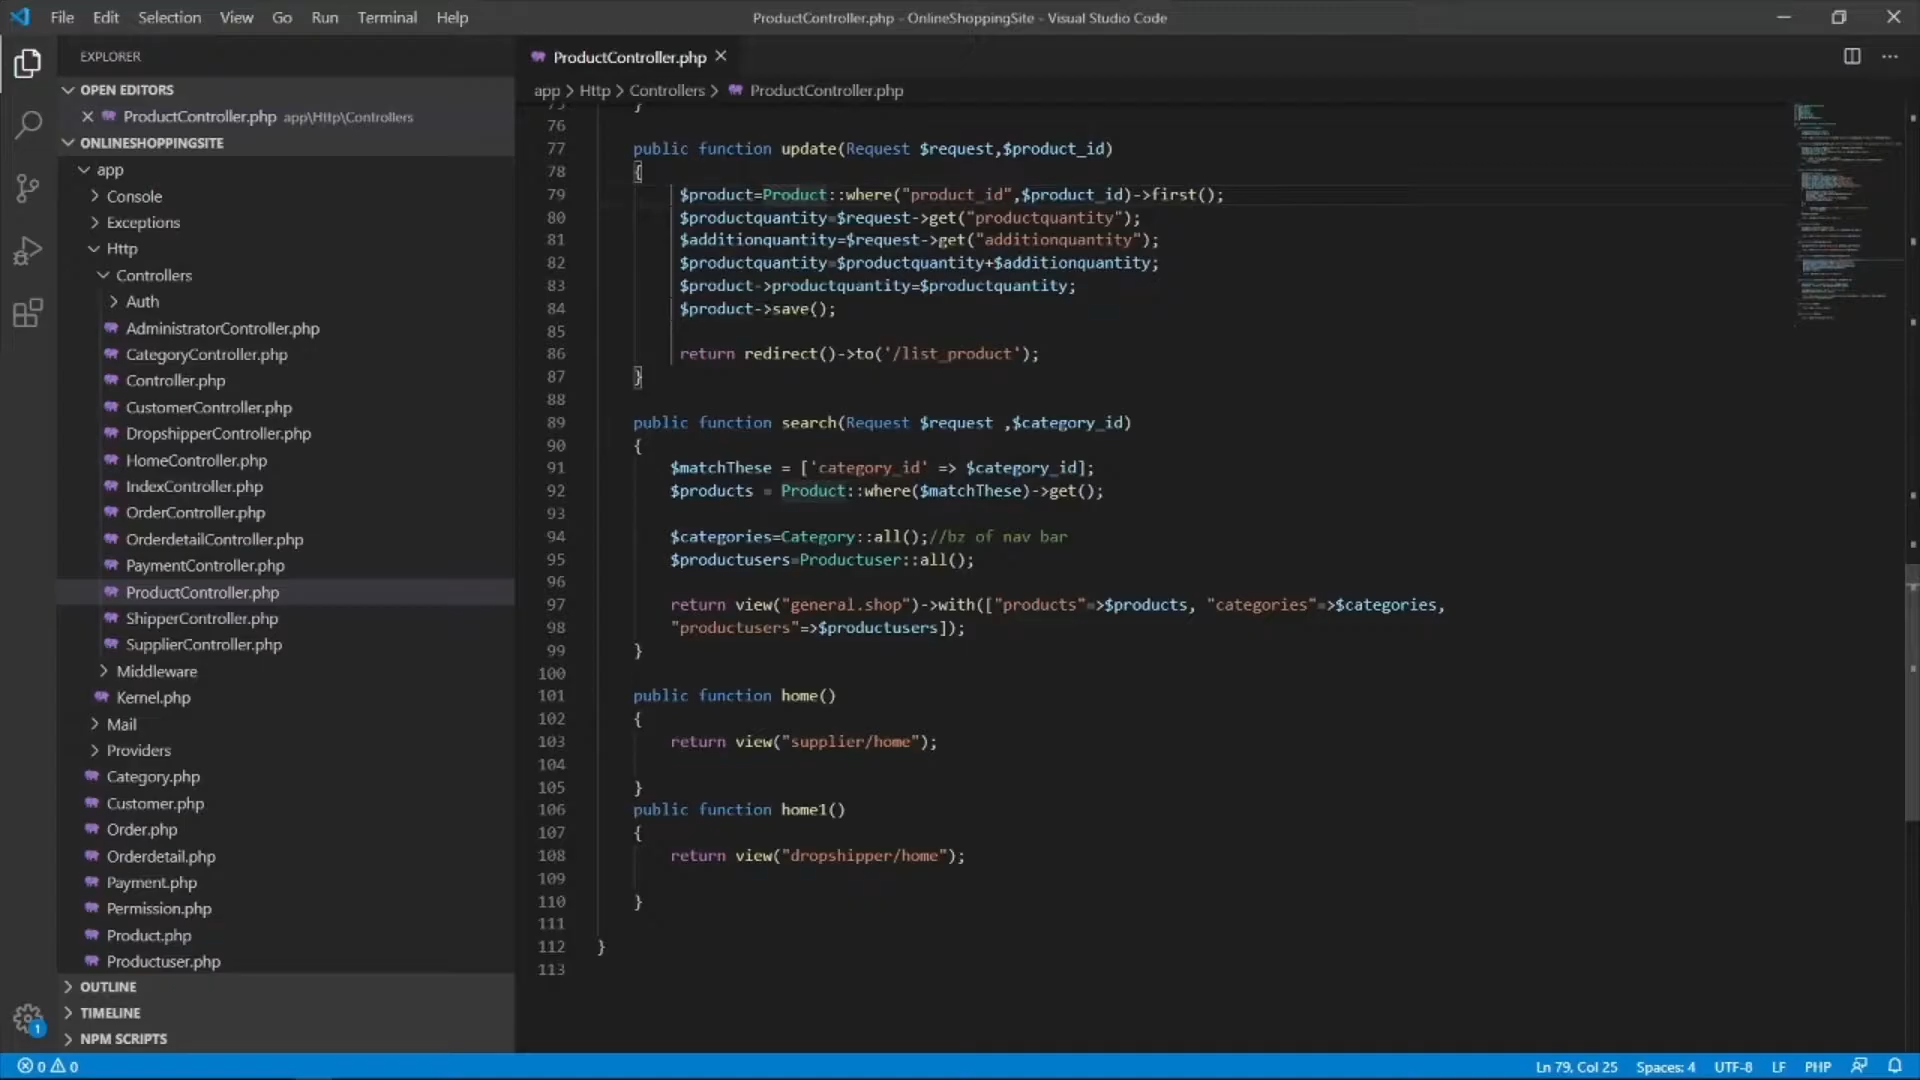 File Edit Selection View Go Run Terminal Help
ProductController.php - OnlineShoppingSite - Visual Studio Code
EXPLORER
OPEN EDITORS
ProductController.php app\Http\Controllers
ONLINESHOPPINGSITE
app
Console
Exceptions
Http
Controllers
Auth
AdministratorController.php
CategoryController.php
Controller.php
CustomerController.php
DropshipperController.php
HomeController.php
IndexController.php
OrderController.php
OrderdetailController.php
PaymentController.php
ProductController.php
ShipperController.php
SupplierController.php
Middleware
Kernel.php
Mail
Providers
Category.php
Customer.php
Order.php
Orderdetail.php
Payment.php
Permission.php
Product.php
Productuser.php
OUTLINE
TIMELINE
NPM SCRIPTS
ProductController.php
app > Http > Controllers > ProductController.php
75 }
76
77 public function update(Request $request,$product_id)
78 {
79 $product=Product::where("product_id",$product_id)->first();
80 $productquantity=$request->get("productquantity");
81 $additionquantity=$request->get("additionquantity");
82 $productquantity=$productquantity+$additionquantity;
83 $product->productquantity=$productquantity;
84 $product->save();
85
86 return redirect()->to('/list_product');
87 }
88
89 public function search(Request $request ,$category_id)
90 {
91 $matchThese = ['category_id' => $category_id];
92 $products = Product::where($matchThese)->get();
93
94 $categories=Category::all();//bz of nav bar
95 $productusers=Productuser::all();
96
97 return view("general.shop")->with(["products"=>$products, "categories"=>$categories,
98 "productusers"=>$productusers]);
99 }
100
101 public function home()
102 {
103 return view("supplier/home");
104
105 }
106 public function home1()
107 {
108 return view("dropshipper/home");
109
110 }
111
112 }
113
1
0 0
Ln 79, Col 25 Spaces: 4 UTF-8 LF PHP